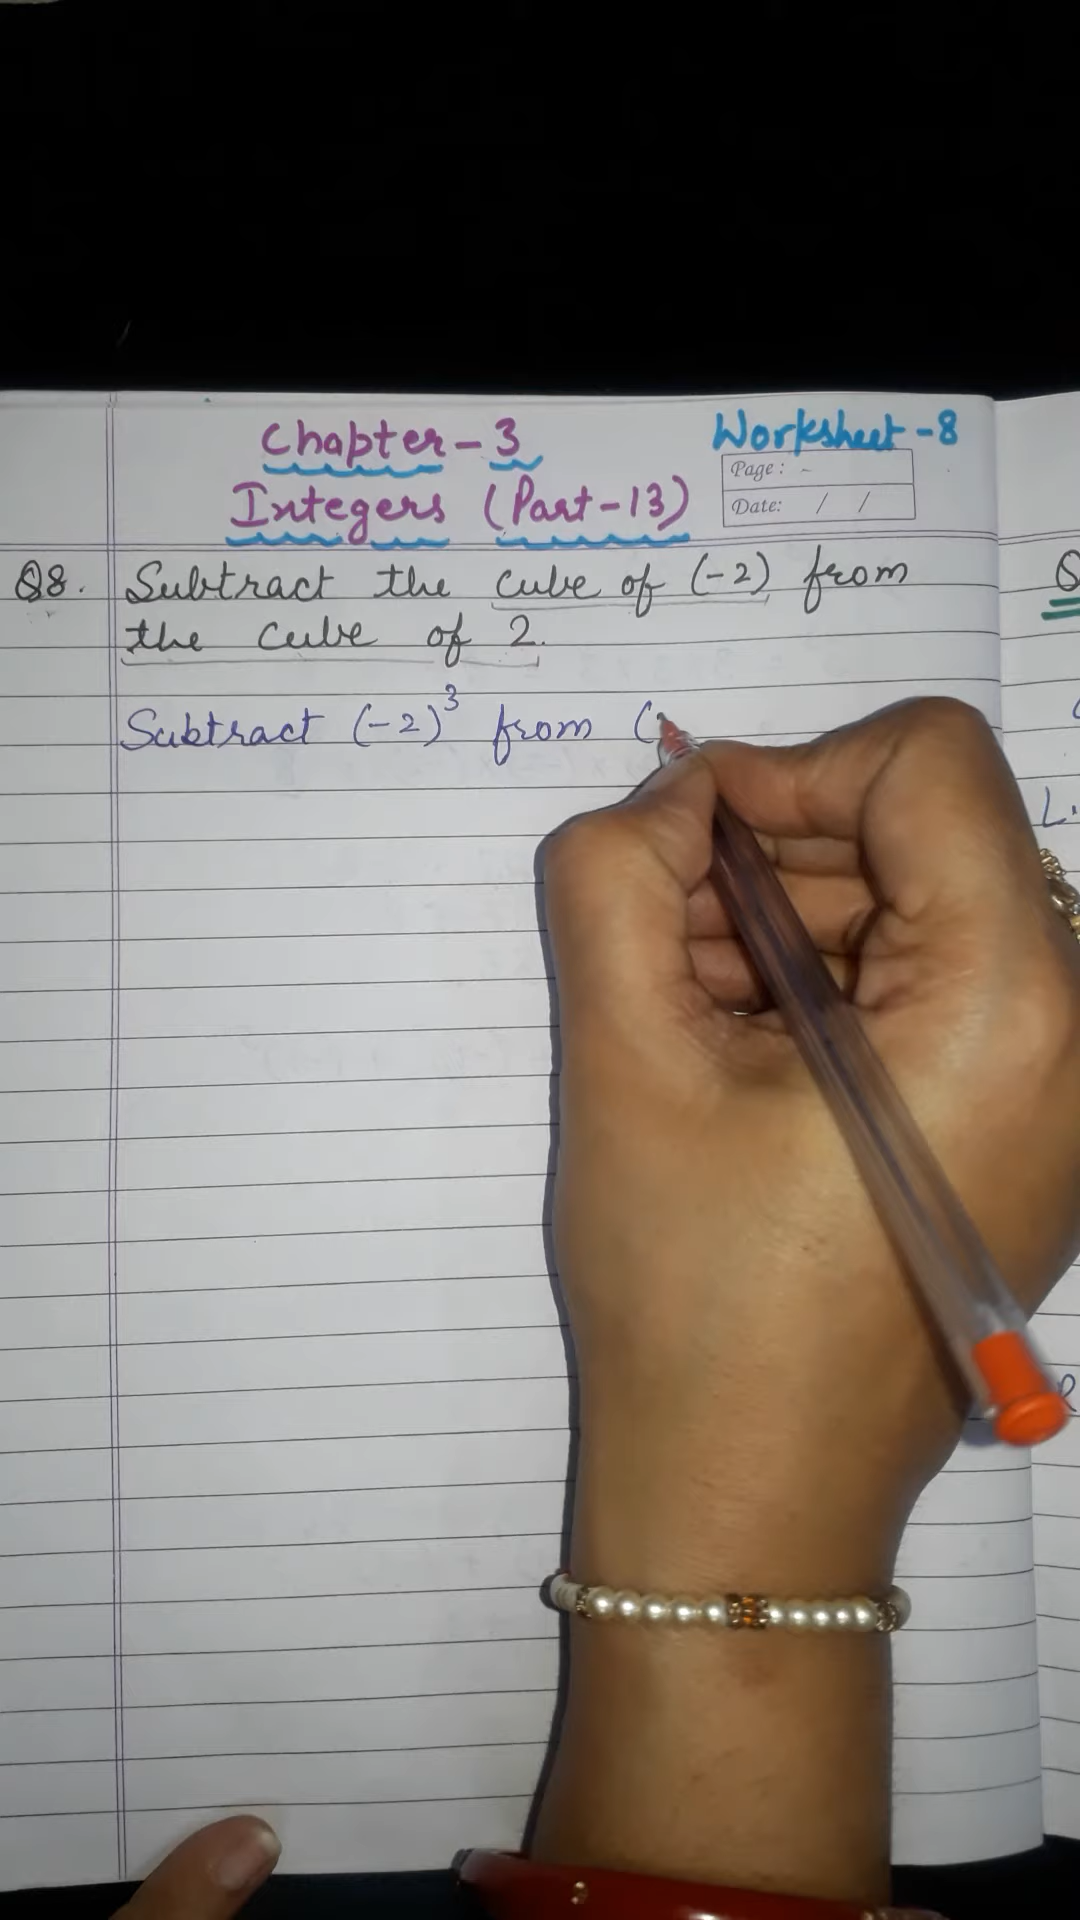 Chapter-3
Worksheet-8
Integers (Part-13)
Page:
Date: / /
Q8. Subtract the cube of (-2) from
the cube of 2.
Subtract (-2)³ from (
Q
L.
R